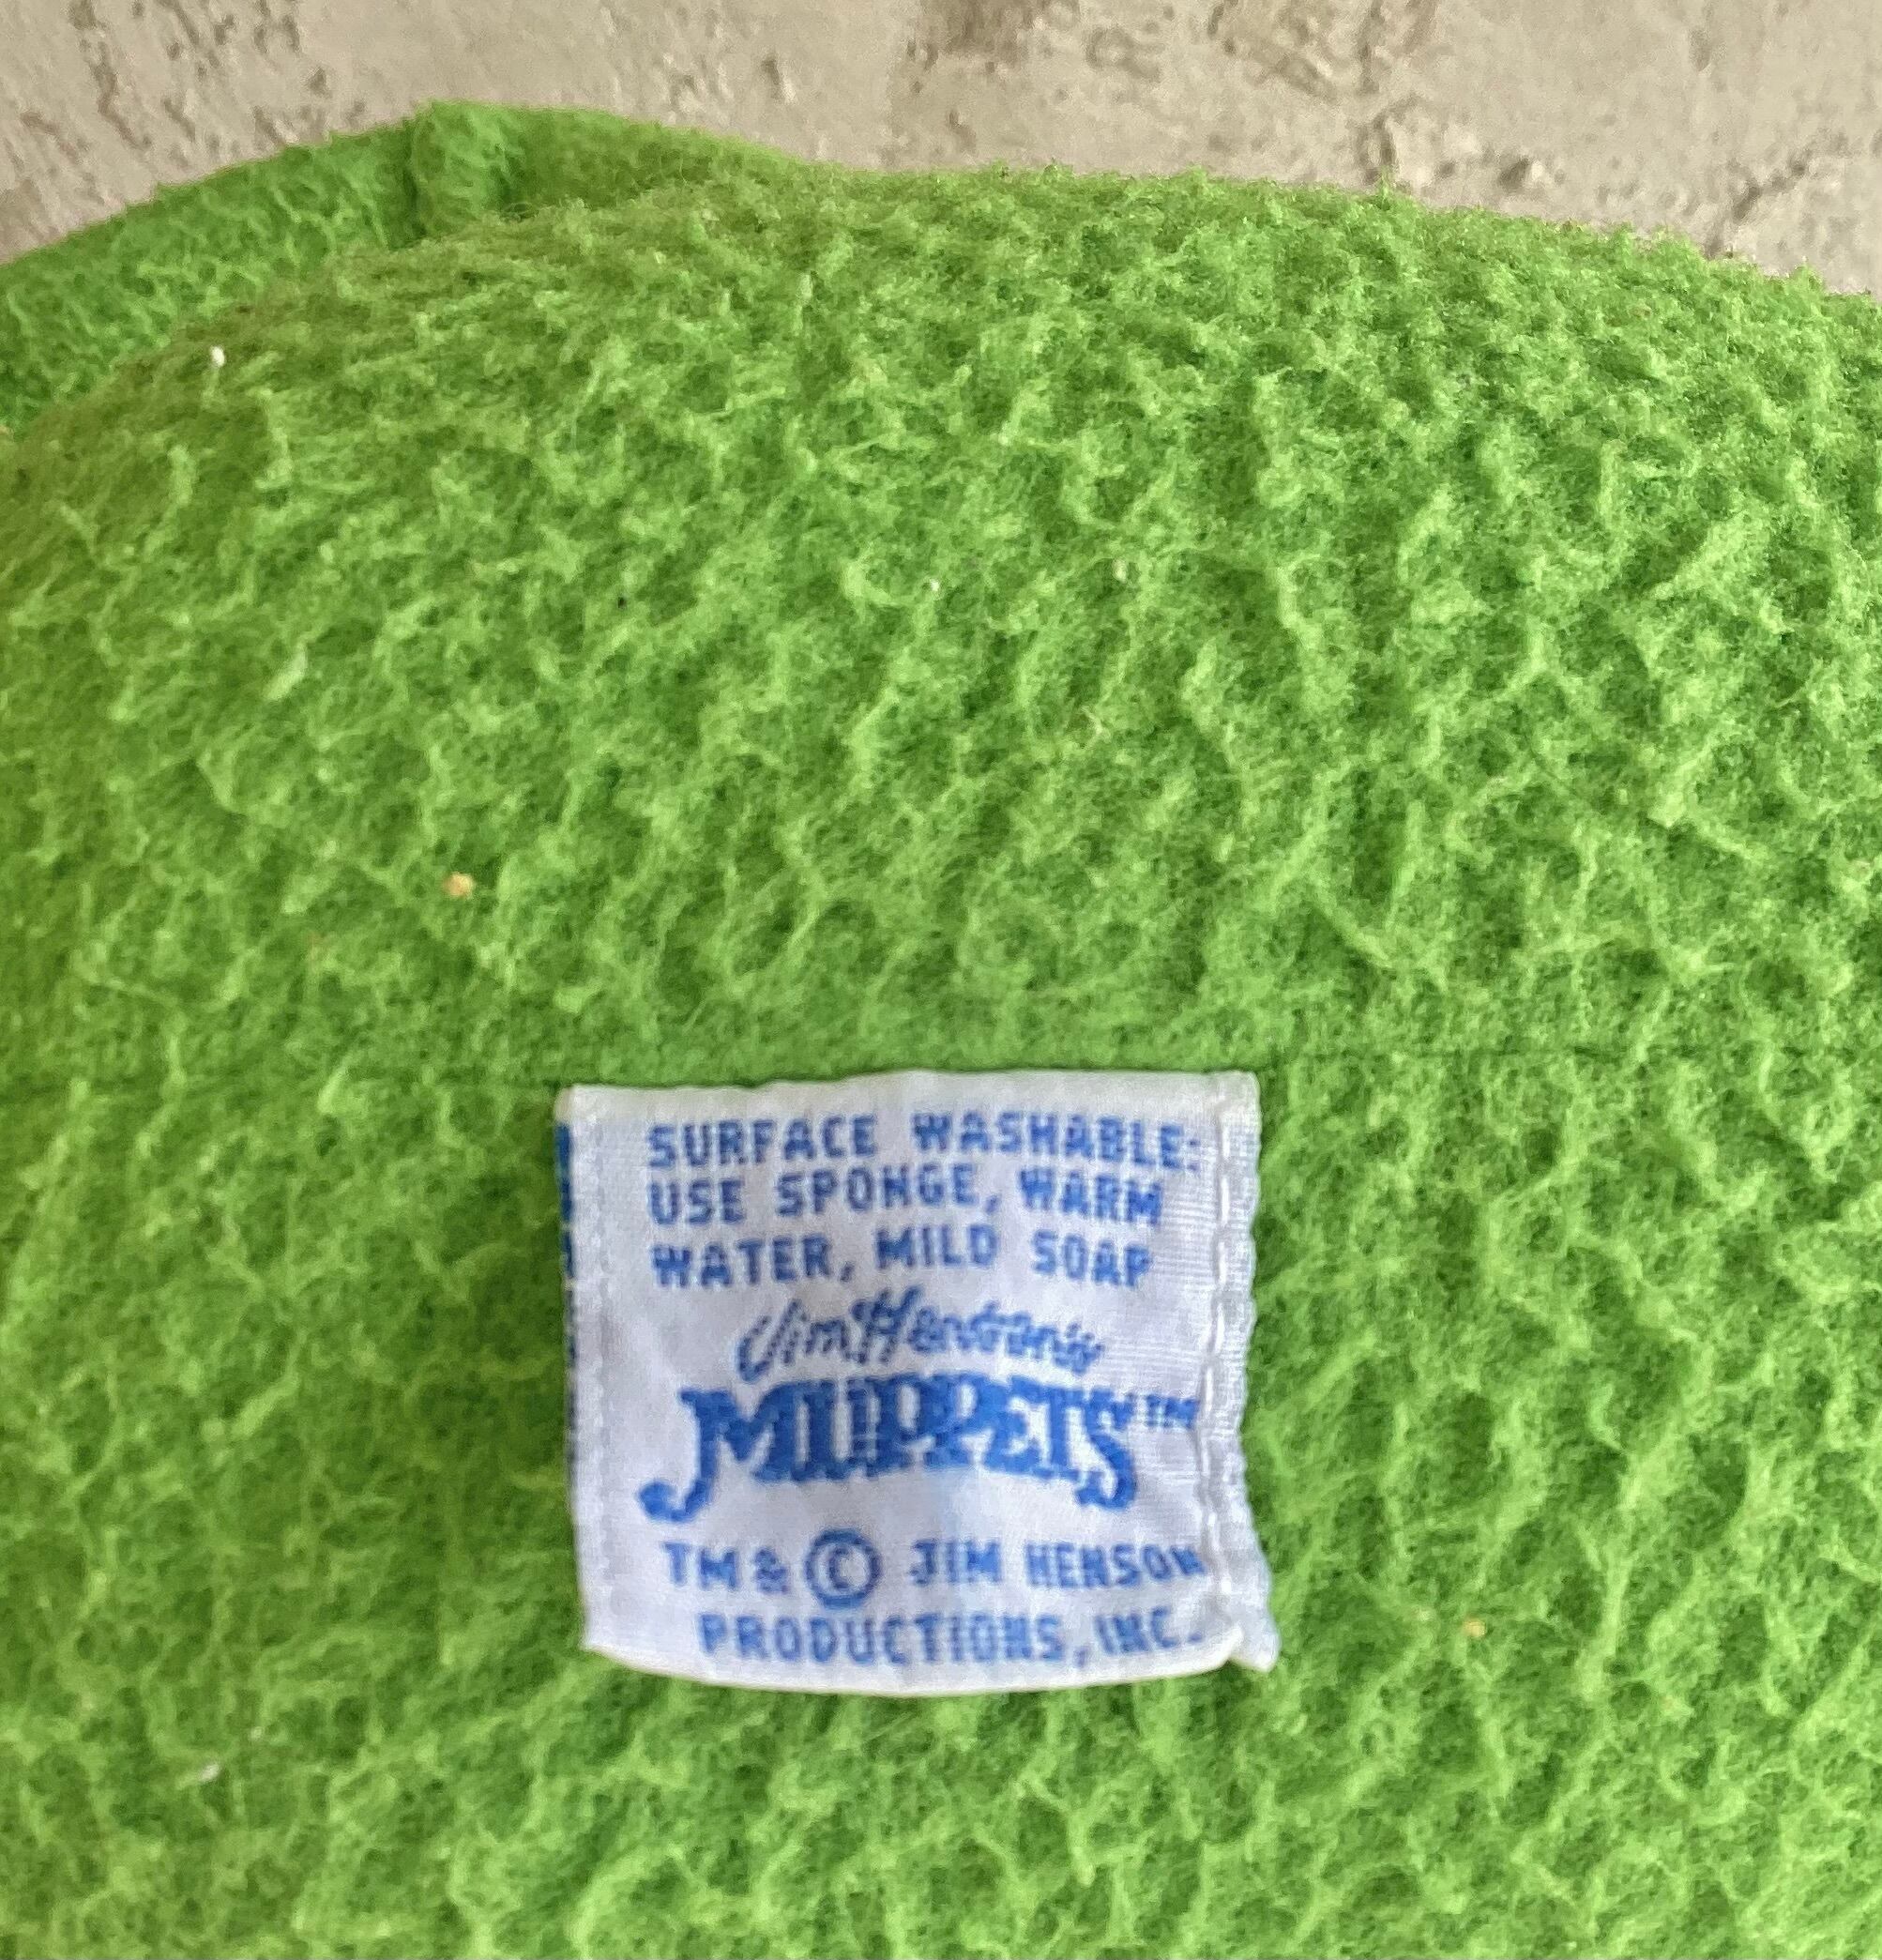 SURFACE WASHABLE:
USE SPONGE, WARM
WATER, MILD SOAP
Jim Henson's
MUPPETS™
TM & © JIM HENSON
PRODUCTIONS, INC.